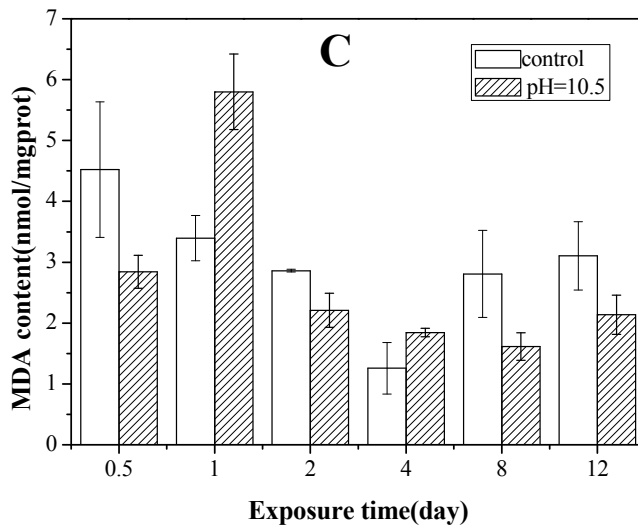 C
control
pH=10.5
MDA content(nmol/mgprot)
7
6
5
4
3
2
1
0
0.5 1 2 4 8 12
Exposure time(day)